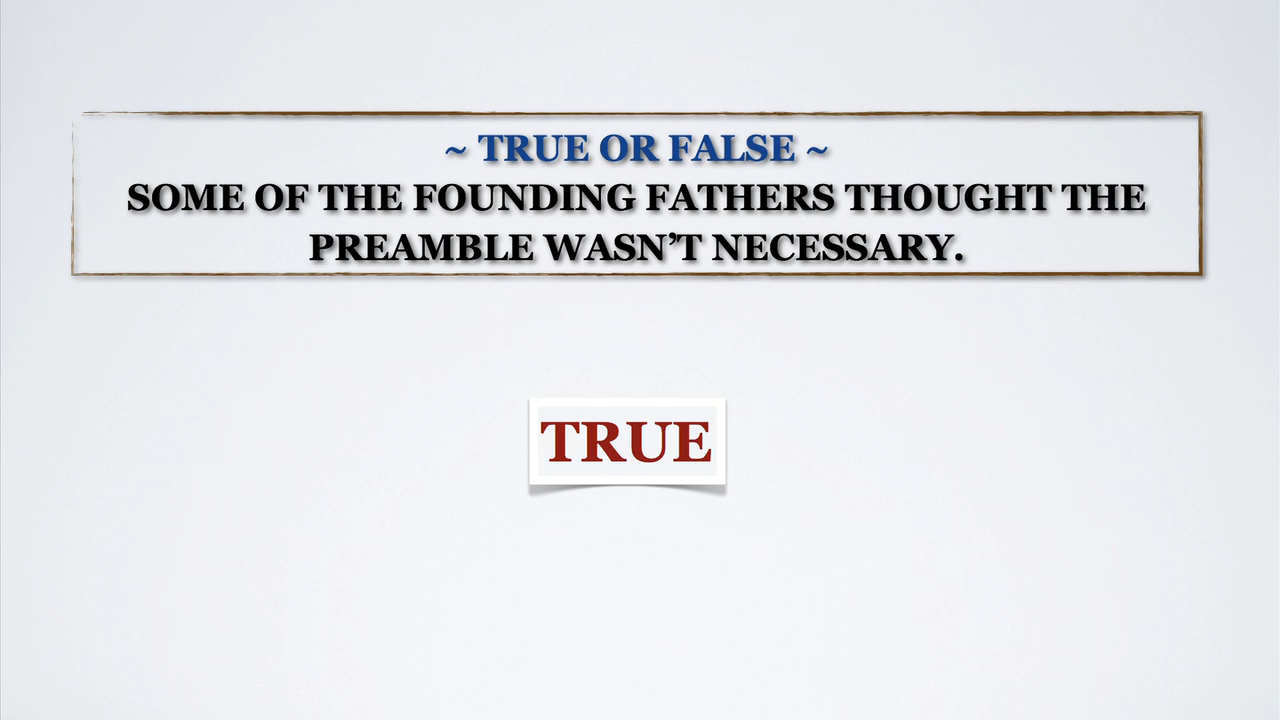 ~ TRUE OR FALSE ~
SOME OF THE FOUNDING FATHERS THOUGHT THE
PREAMBLE WASN’T NECESSARY.
TRUE